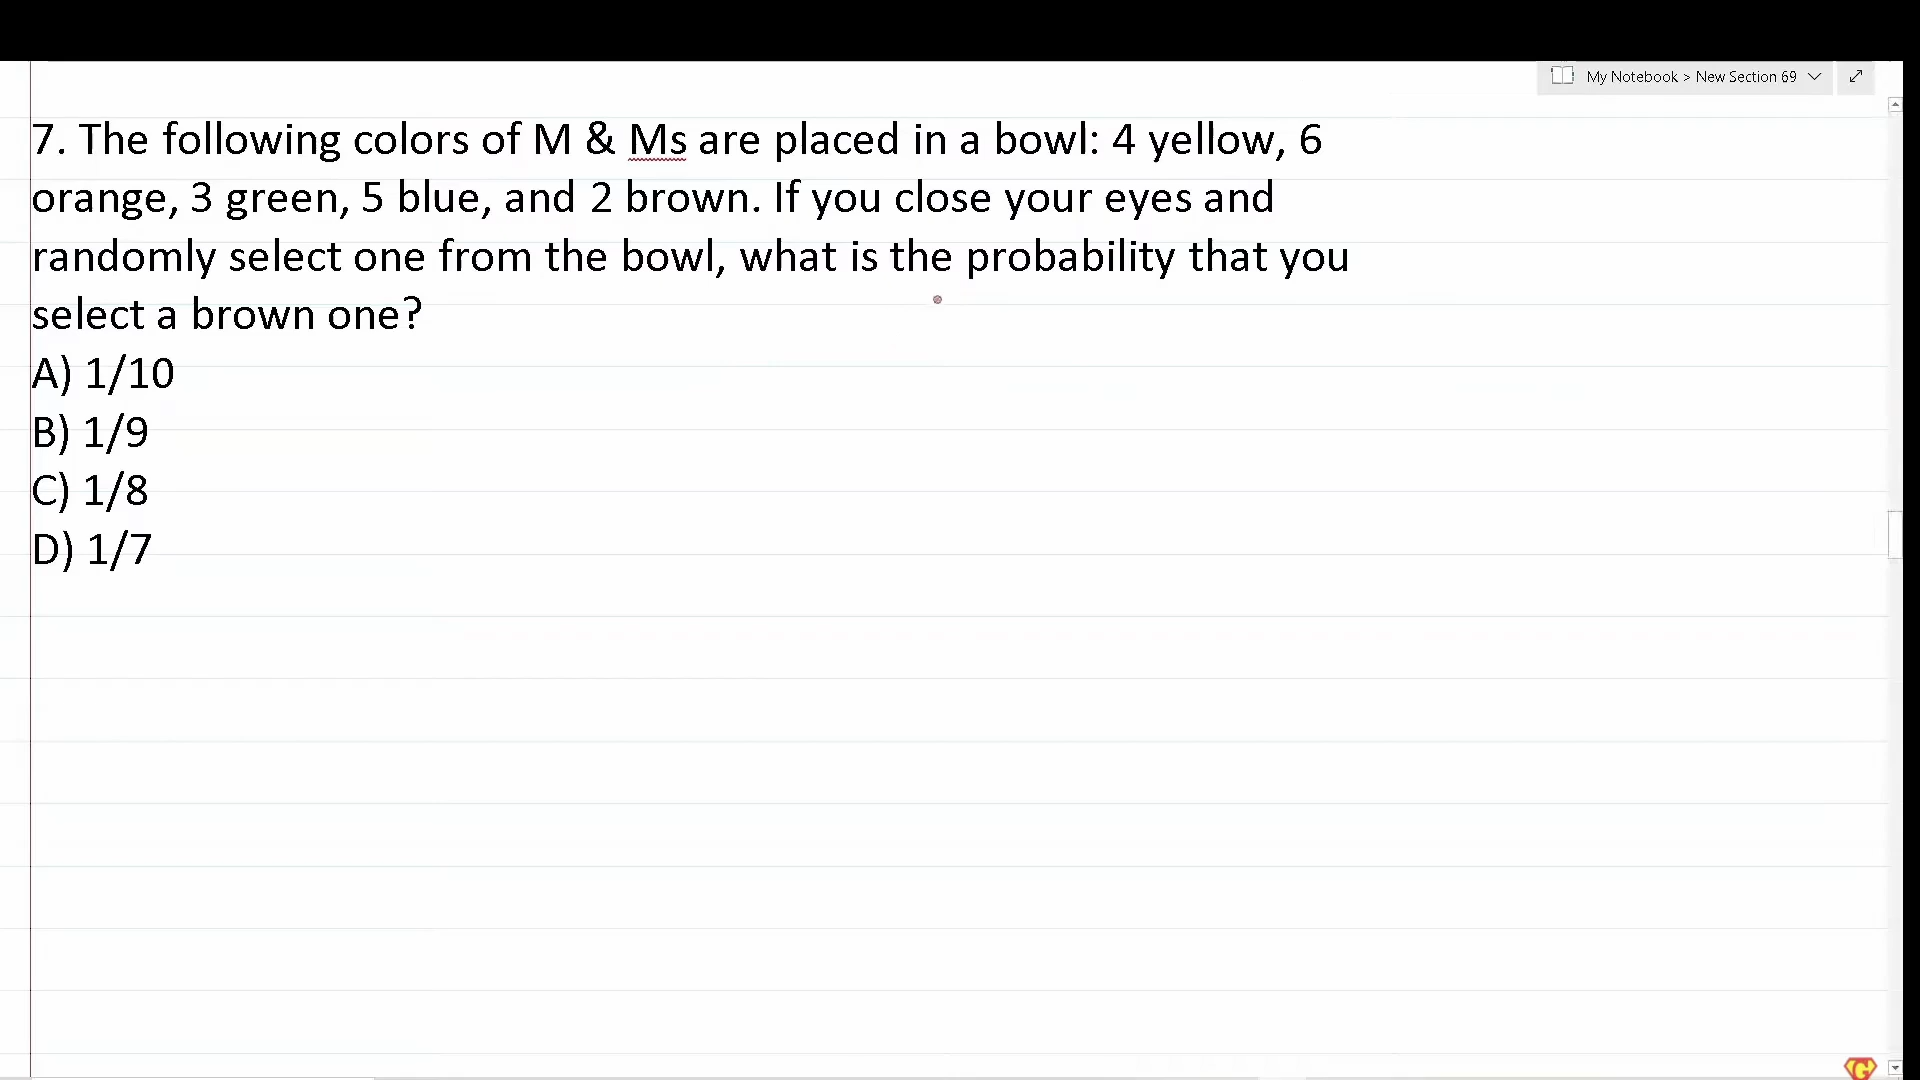 My Notebook > New Section 69
7. The following colors of M & Ms are placed in a bowl: 4 yellow, 6
orange, 3 green, 5 blue, and 2 brown. If you close your eyes and
randomly select one from the bowl, what is the probability that you
select a brown one?
A) 1/10
B) 1/9
C) 1/8
D) 1/7
G